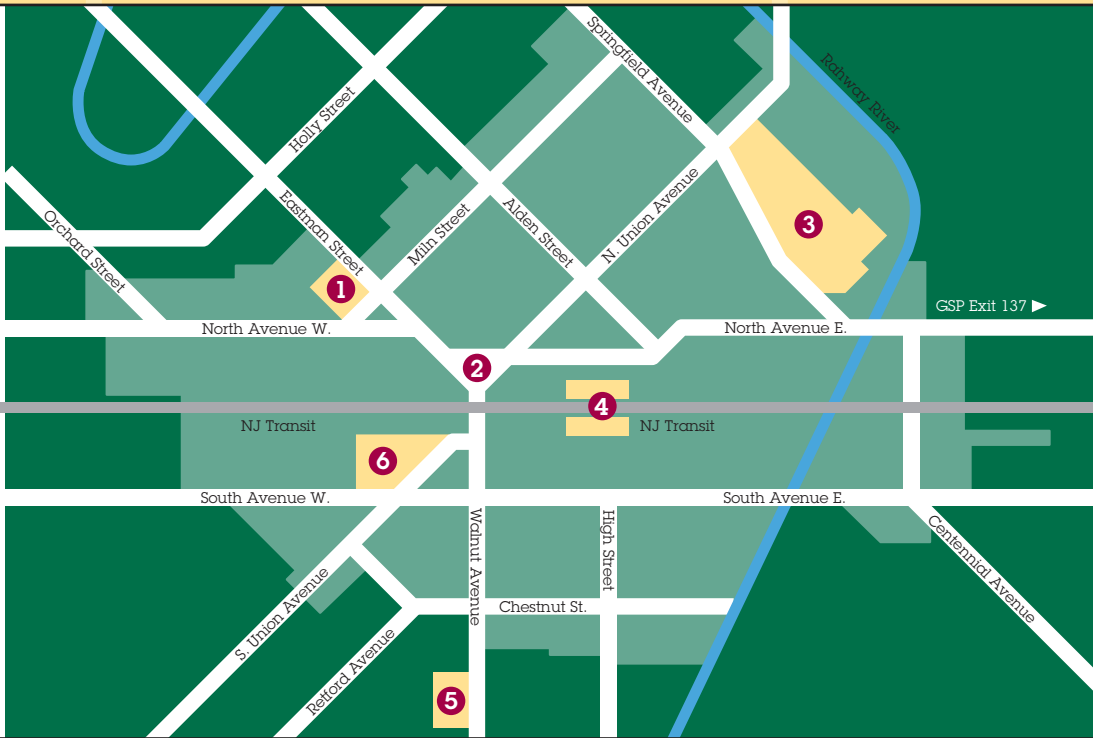 Springfield Avenue
Rahway River
Holly Street
Eastman Street
Miln Street
Alden Street
N. Union Avenue
Orchard Street
3
1
GSP Exit 137 ►
North Avenue W.
North Avenue E.
2
4
NJ Transit
NJ Transit
6
South Avenue W.
South Avenue E.
Walnut Avenue
High Street
Centennial Avenue
S. Union Avenue
Chestnut St.
Retford Avenue
5